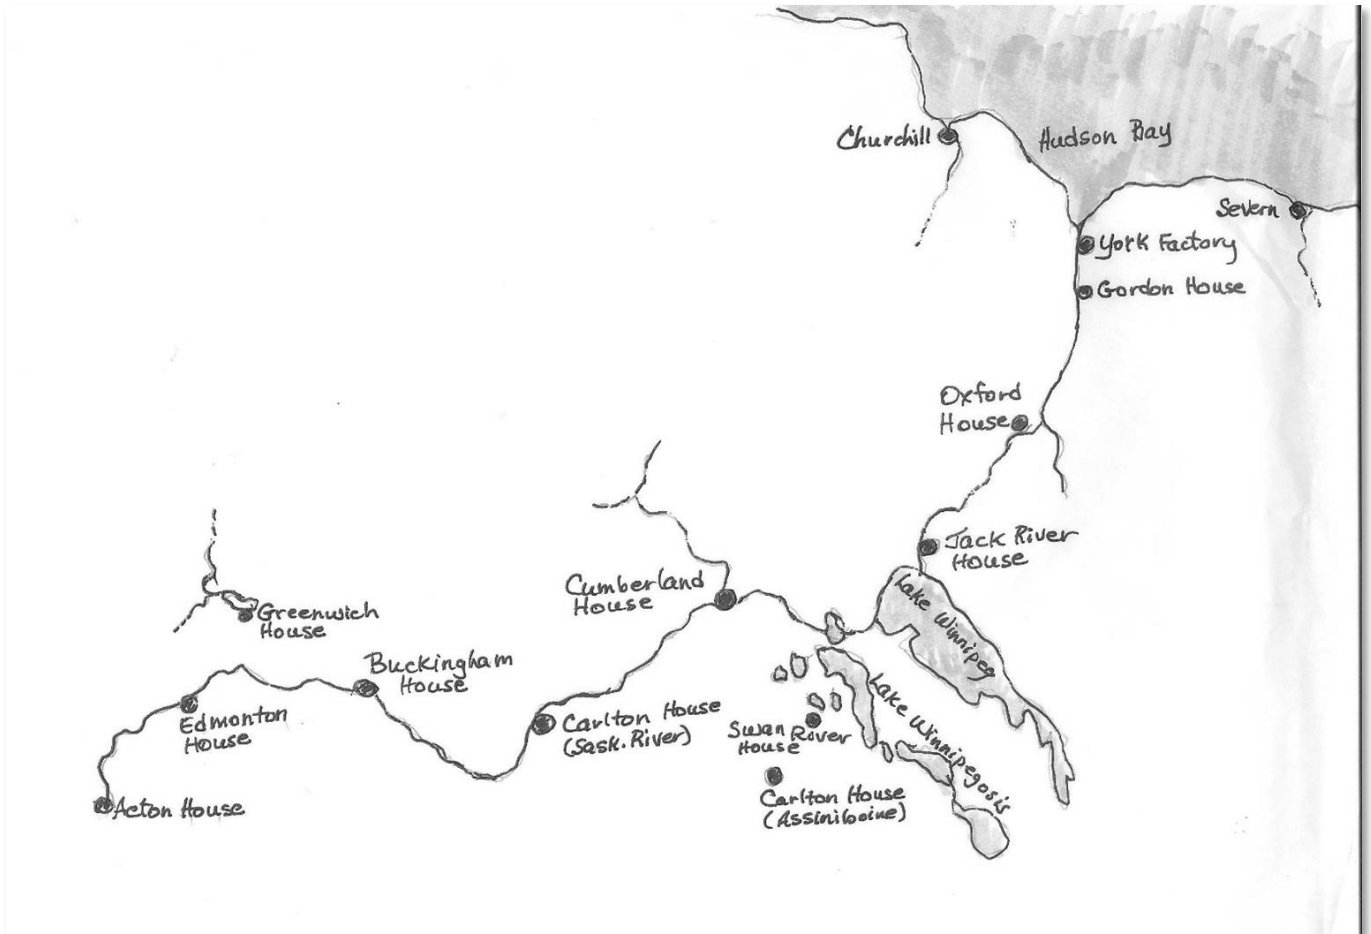 Churchill
Hudson Bay
Severn
York Factory
Gordon House
Oxford
House
Jack River
House
Lake Winnipeg
Cumberland
House
Greenwich
House
Buckingham
House
Edmonton
House
Acton House
Carlton House
(Sask. River)
Swan River
House
Lake Winnipegosis
Carlton House
(Assiniboine)